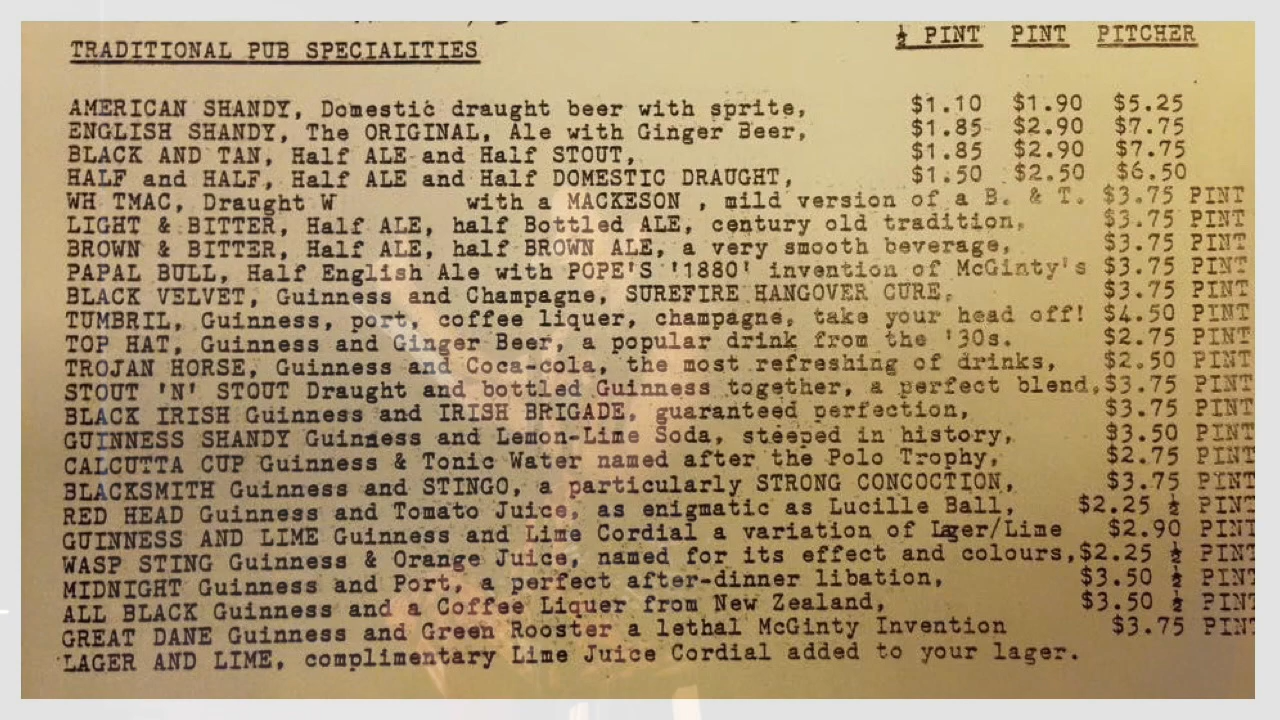 TRADITIONAL PUB SPECIALITIES ½ PINT PINT PITCHER
AMERICAN SHANDY, Domestic draught beer with sprite, $1.10 $1.90 $5.25
ENGLISH SHANDY, The ORIGINAL, Ale with Ginger Beer, $1.85 $2.90 $7.75
BLACK AND TAN, Half ALE and Half STOUT, $1.85 $2.90 $7.75
HALF and HALF, Half ALE and Half DOMESTIC DRAUGHT, $1.50 $2.50 $6.50
WH TMAC, Draught W with a MACKESON , mild version of a B. & T. $3.75 PINT
LIGHT & BITTER, Half ALE, half Bottled ALE, century old tradition, $3.75 PINT
BROWN & BITTER, Half ALE, half BROWN ALE, a very smooth beverage, $3.75 PINT
PAPAL BULL, Half English Ale with POPE'S '1880' invention of McGinty's $3.75 PINT
BLACK VELVET, Guinness and Champagne, SUREFIRE HANGOVER CURE, $3.75 PINT
TUMBRIL, Guinness, port, coffee liquer, champagne, take your head off! $4.50 PINT
TOP HAT, Guinness and Ginger Beer, a popular drink from the '30s. $2.75 PINT
TROJAN HORSE, Guinness and Coca-cola, the most refreshing of drinks, $2.50 PINT
STOUT 'N' STOUT Draught and bottled Guinness together, a perfect blend, $3.75 PINT
BLACK IRISH Guinness and IRISH BRIGADE, guaranteed perfection, $3.75 PINT
GUINNESS SHANDY Guinness and Lemon-Lime Soda, steeped in history, $3.50 PINT
CALCUTTA CUP Guinness & Tonic Water named after the Polo Trophy, $2.75 PINT
BLACKSMITH Guinness and STINGO, a particularly STRONG CONCOCTION, $3.75 PINT
RED HEAD Guinness and Tomato Juice, as enigmatic as Lucille Ball, $2.25 ½ PINT
GUINNESS AND LIME Guinness and Lime Cordial a variation of Lager/Lime $2.90 PINT
WASP STING Guinness & Orange Juice, named for its effect and colours, $2.25 ½ PINT
MIDNIGHT Guinness and Port, a perfect after-dinner libation, $3.50 ½ PINT
ALL BLACK Guinness and a Coffee Liquer from New Zealand, $3.50 ½ PINT
GREAT DANE Guinness and Green Rooster a lethal McGinty Invention $3.75 PINT
LAGER AND LIME, complimentary Lime Juice Cordial added to your lager.